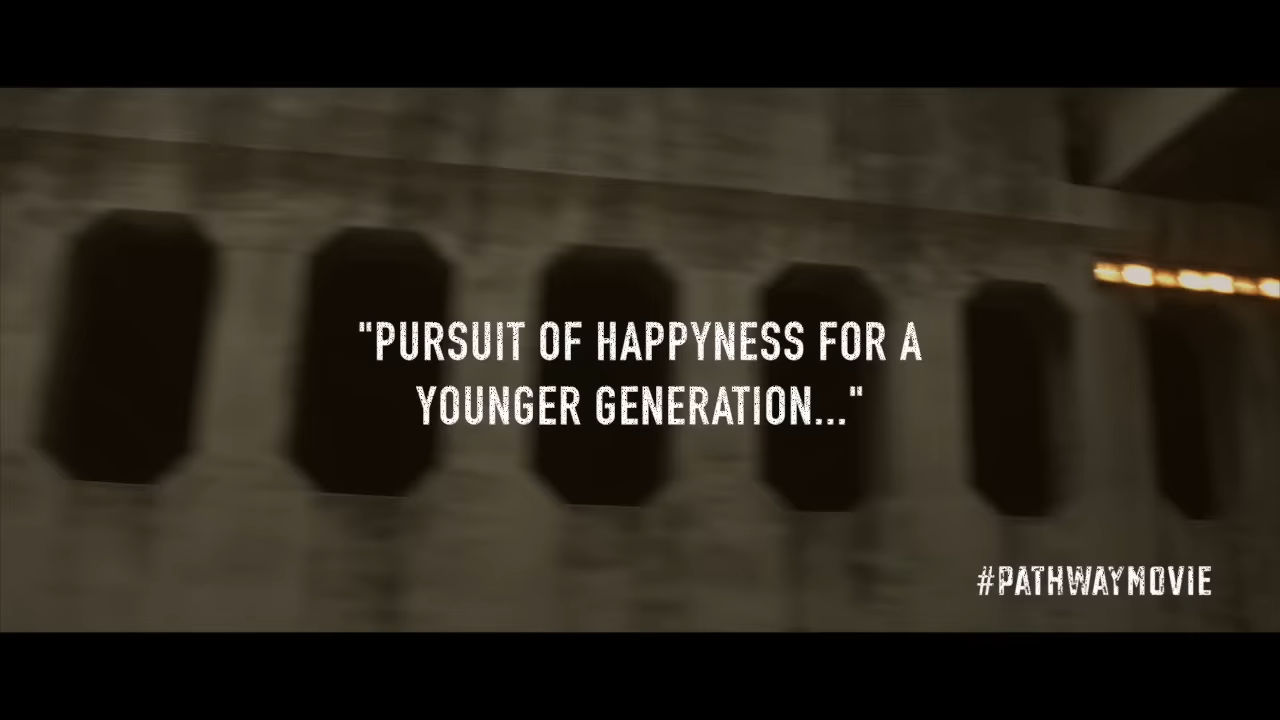 "PURSUIT OF HAPPYNESS FOR A
YOUNGER GENERATION..."
#PATHWAYMOVIE